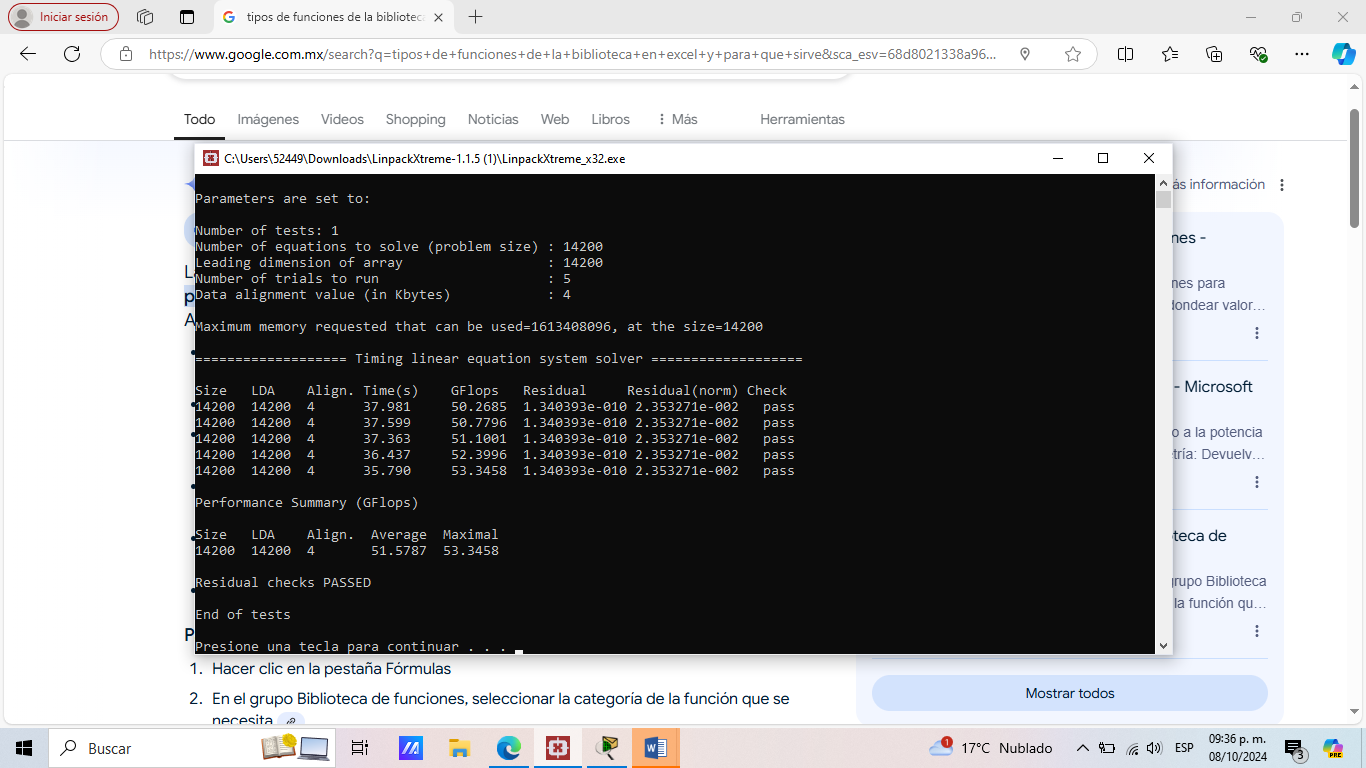 Iniciar sesión
tipos de funciones de la biblioteca
https://www.google.com.mx/search?q=tipos+de+funciones+de+la+biblioteca+en+excel+y+para+que+sirve&sca_esv=68d8021338a96...
Todo Imágenes Videos Shopping Noticias Web Libros Más Herramientas
C:\Users\52449\Downloads\LinpackXtreme-1.1.5 (1)\LinpackXtreme_x32.exe
Parameters are set to:
Number of tests: 1
Number of equations to solve (problem size) : 14200
Leading dimension of array : 14200
Number of trials to run : 5
Data alignment value (in Kbytes) : 4
Maximum memory requested that can be used=1613408096, at the size=14200
=================== Timing linear equation system solver ===================
Size LDA Align. Time(s) GFlops Residual Residual(norm) Check
14200 14200 4 37.981 50.2685 1.340393e-010 2.353271e-002 pass
14200 14200 4 37.599 50.7796 1.340393e-010 2.353271e-002 pass
14200 14200 4 37.363 51.1001 1.340393e-010 2.353271e-002 pass
14200 14200 4 36.437 52.3996 1.340393e-010 2.353271e-002 pass
14200 14200 4 35.790 53.3458 1.340393e-010 2.353271e-002 pass
Performance Summary (GFlops)
Size LDA Align. Average Maximal
14200 14200 4 51.5787 53.3458
Residual checks PASSED
End of tests
Presione una tecla para continuar . . .
ás información
nes -
nes para
dondear valor...
- Microsoft
o a la potencia
tría: Devuelv...
teca de
grupo Biblioteca
la función qu...
Mostrar todos
1. Hacer clic en la pestaña Fórmulas
2. En el grupo Biblioteca de funciones, seleccionar la categoría de la función que se
necesita
Buscar
1
17°C Nublado
ESP
09:36 p. m.
08/10/2024
3
PRE